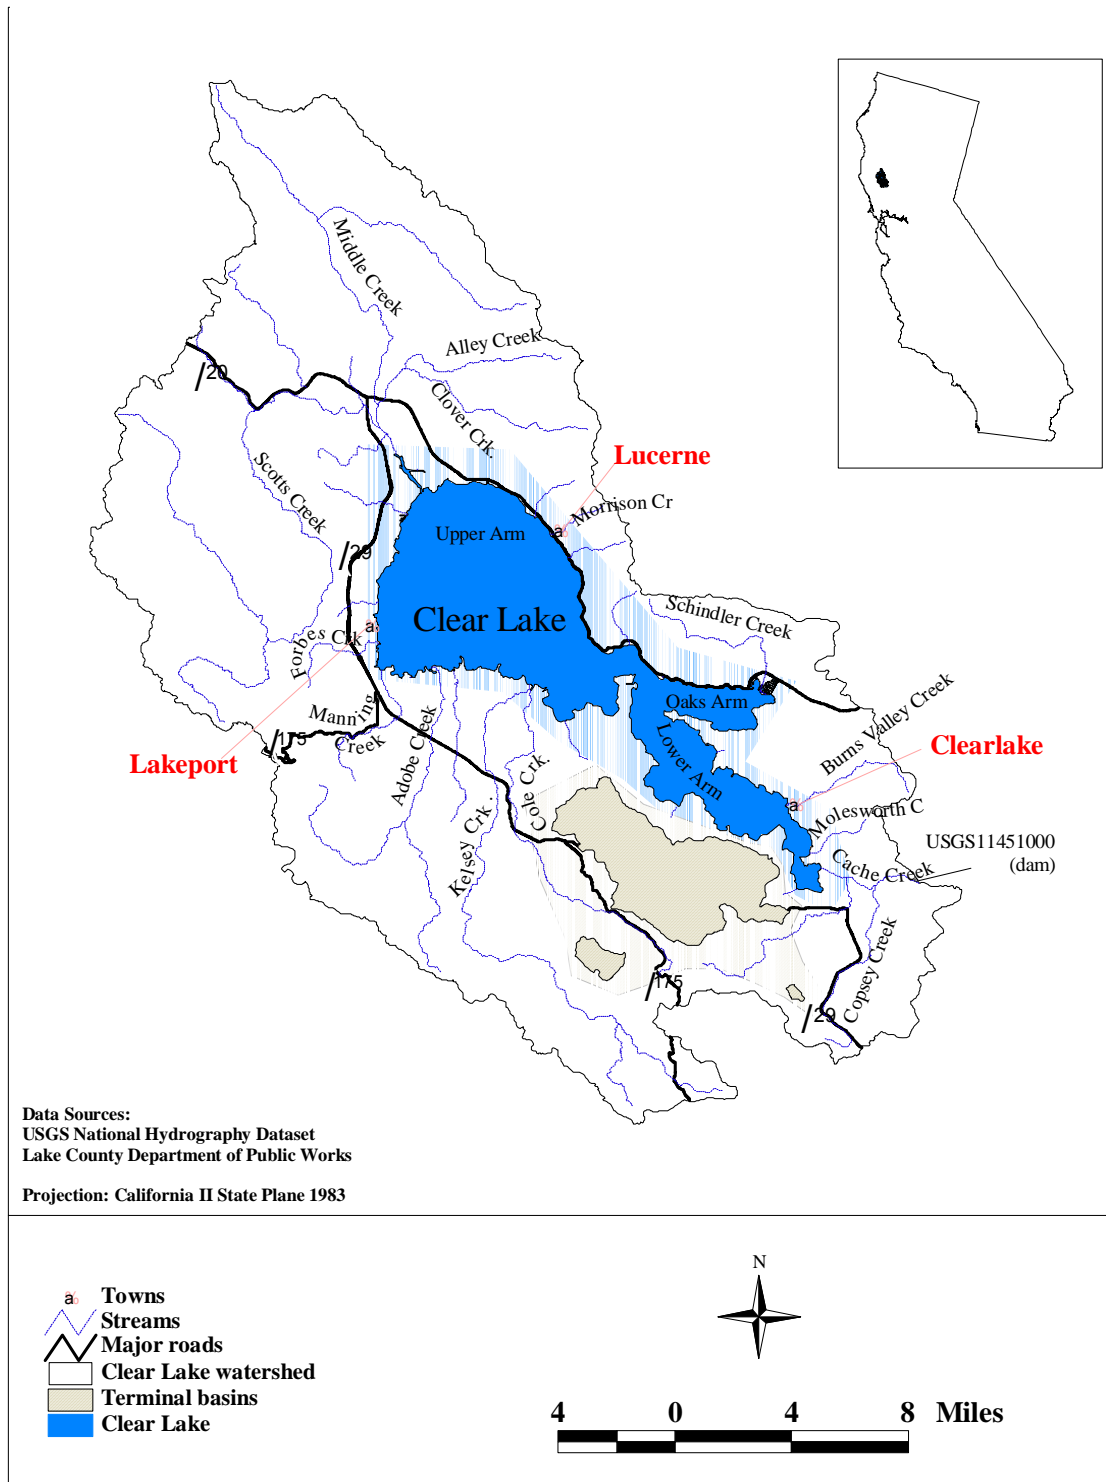 Middle Creek
Alley Creek
20
Clover Crk.
Lucerne
Scotts Creek
Morrison Cr
a
Upper Arm
29
Clear Lake
Schindler Creek
a
Forbes Crk
Oaks Arm
Burns Valley Creek
Manning
Creek
175
Adobe Creek
Lower Arm
Clearlake
Lakeport
Cole Crk.
a
Kelsey Crk.
Molesworth C
USGS11451000
(dam)
Cache Creek
Copsey Creek
175
29
Data Sources:
USGS National Hydrography Dataset
Lake County Department of Public Works
Projection: California II State Plane 1983
N
a Towns
Streams
Major roads
Clear Lake watershed
Terminal basins
Clear Lake
4 0 4 8 Miles